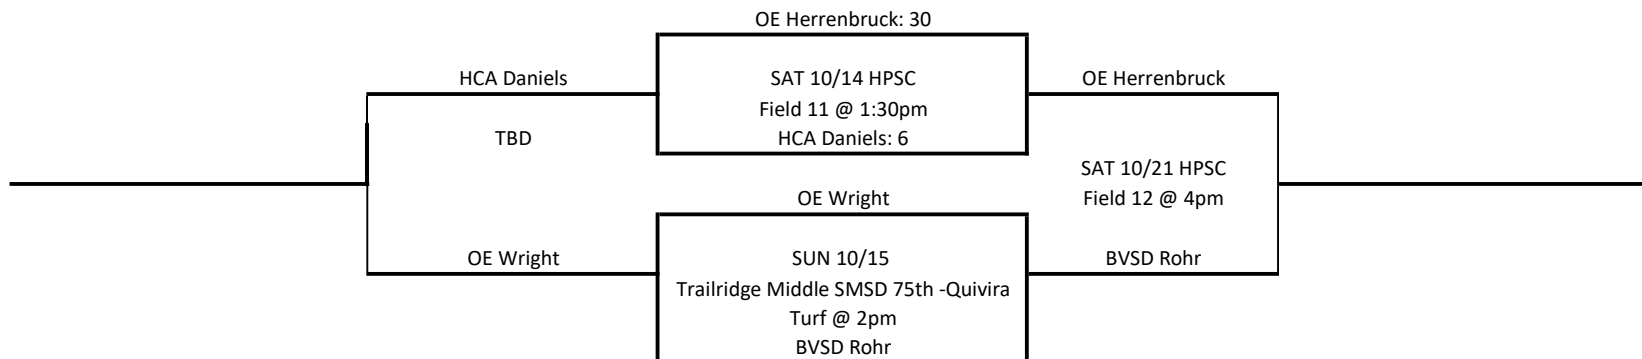 OE Herrenbruck: 30
HCA Daniels
SAT 10/14 HPSC
OE Herrenbruck
Field 11 @ 1:30pm
TBD
HCA Daniels: 6
SAT 10/21 HPSC
OE Wright
Field 12 @ 4pm
OE Wright
SUN 10/15
BVSD Rohr
Trailridge Middle SMSD 75th -Quivira
Turf @ 2pm
BVSD Rohr